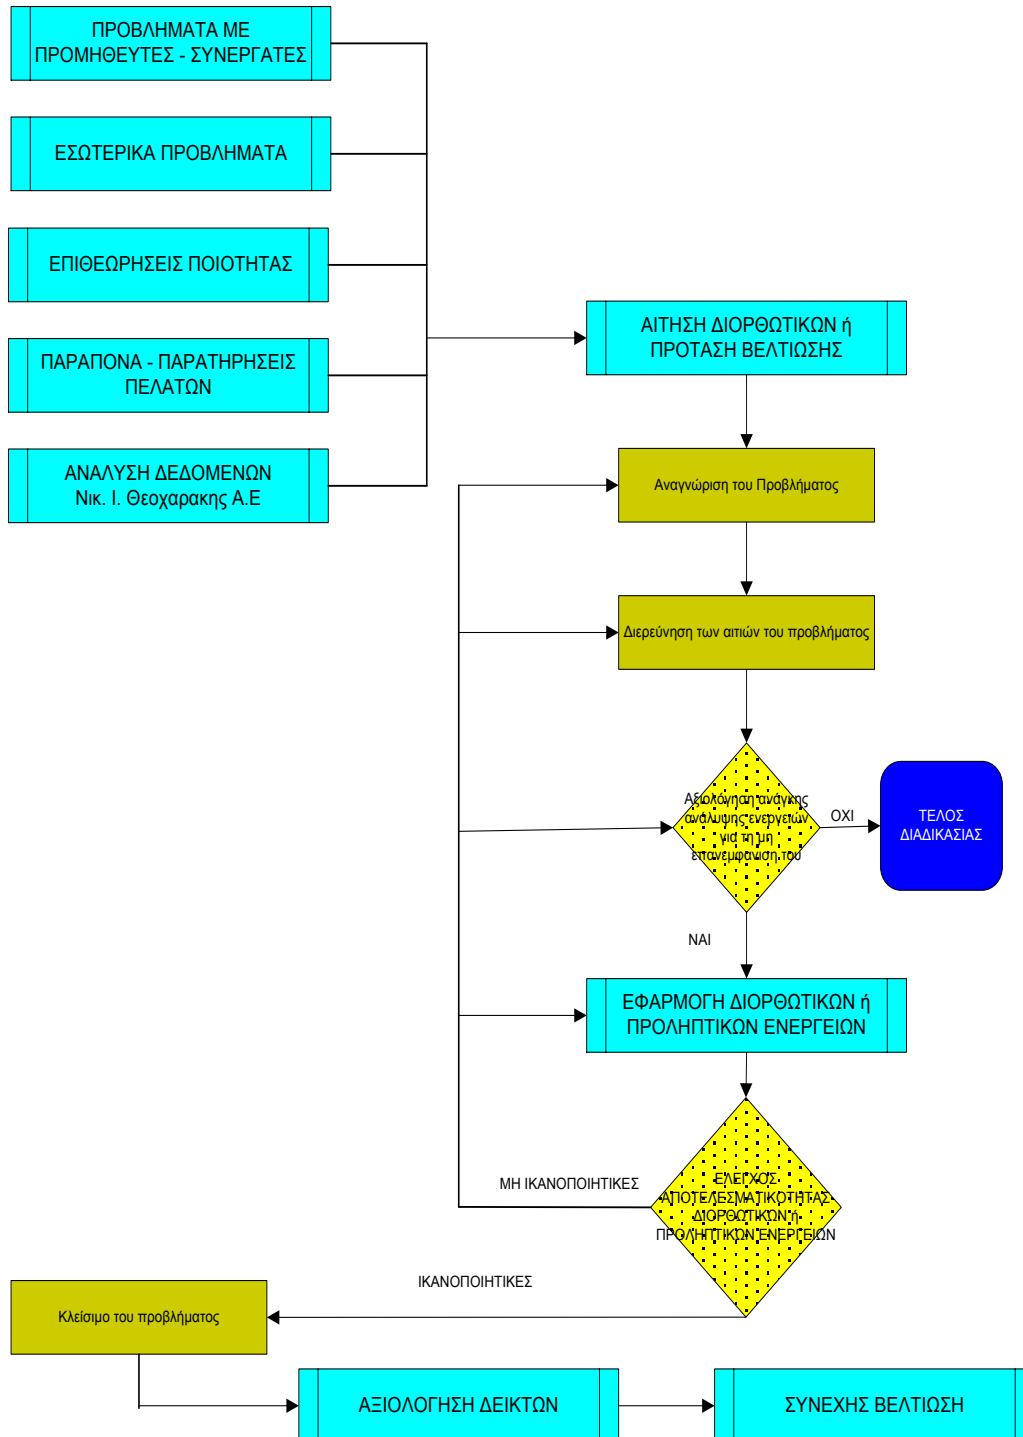 ΠΡΟΒΛΗΜΑΤΑ ΜΕ
ΠΡΟΜΗΘΕΥΤΕΣ - ΣΥΝΕΡΓΑΤΕΣ
ΕΣΩΤΕΡΙΚΑ ΠΡΟΒΛΗΜΑΤΑ
ΕΠΙΘΕΩΡΗΣΕΙΣ ΠΟΙΟΤΗΤΑΣ
ΠΑΡΑΠΟΝΑ - ΠΑΡΑΤΗΡΗΣΕΙΣ
ΠΕΛΑΤΩΝ
ΑΝΑΛΥΣΗ ΔΕΔΟΜΕΝΩΝ
Νικ. Ι. Θεοχαρακης Α.Ε
ΑΙΤΗΣΗ ΔΙΟΡΘΩΤΙΚΩΝ ή
ΠΡΟΤΑΣΗ ΒΕΛΤΙΩΣΗΣ
Αναγνώριση του Προβλήματος
Διερεύνηση των αιτιών του προβλήματος
Αξιολόγηση ανάγκης
ανάλυψης ενεργειών
για τη μη
επανεμφάνιση του
ΟΧΙ
ΤΕΛΟΣ
ΔΙΑΔΙΚΑΣΙΑΣ
ΝΑΙ
ΕΦΑΡΜΟΓΗ ΔΙΟΡΘΩΤΙΚΩΝ ή
ΠΡΟΛΗΠΤΙΚΩΝ ΕΝΕΡΓΕΙΩΝ
ΜΗ ΙΚΑΝΟΠΟΙΗΤΙΚΕΣ
ΕΛΕΓΧΟΣ
ΑΠΟΤΕΛΕΣΜΑΤΙΚΟΤΗΤΑΣ
ΔΙΟΡΘΩΤΙΚΩΝ ή
ΠΡΟΛΗΠΤΙΚΩΝ ΕΝΕΡΓΕΙΩΝ
ΙΚΑΝΟΠΟΙΗΤΙΚΕΣ
Κλείσιμο του προβλήματος
ΑΞΙΟΛΟΓΗΣΗ ΔΕΙΚΤΩΝ
ΣΥΝΕΧΗΣ ΒΕΛΤΙΩΣΗ